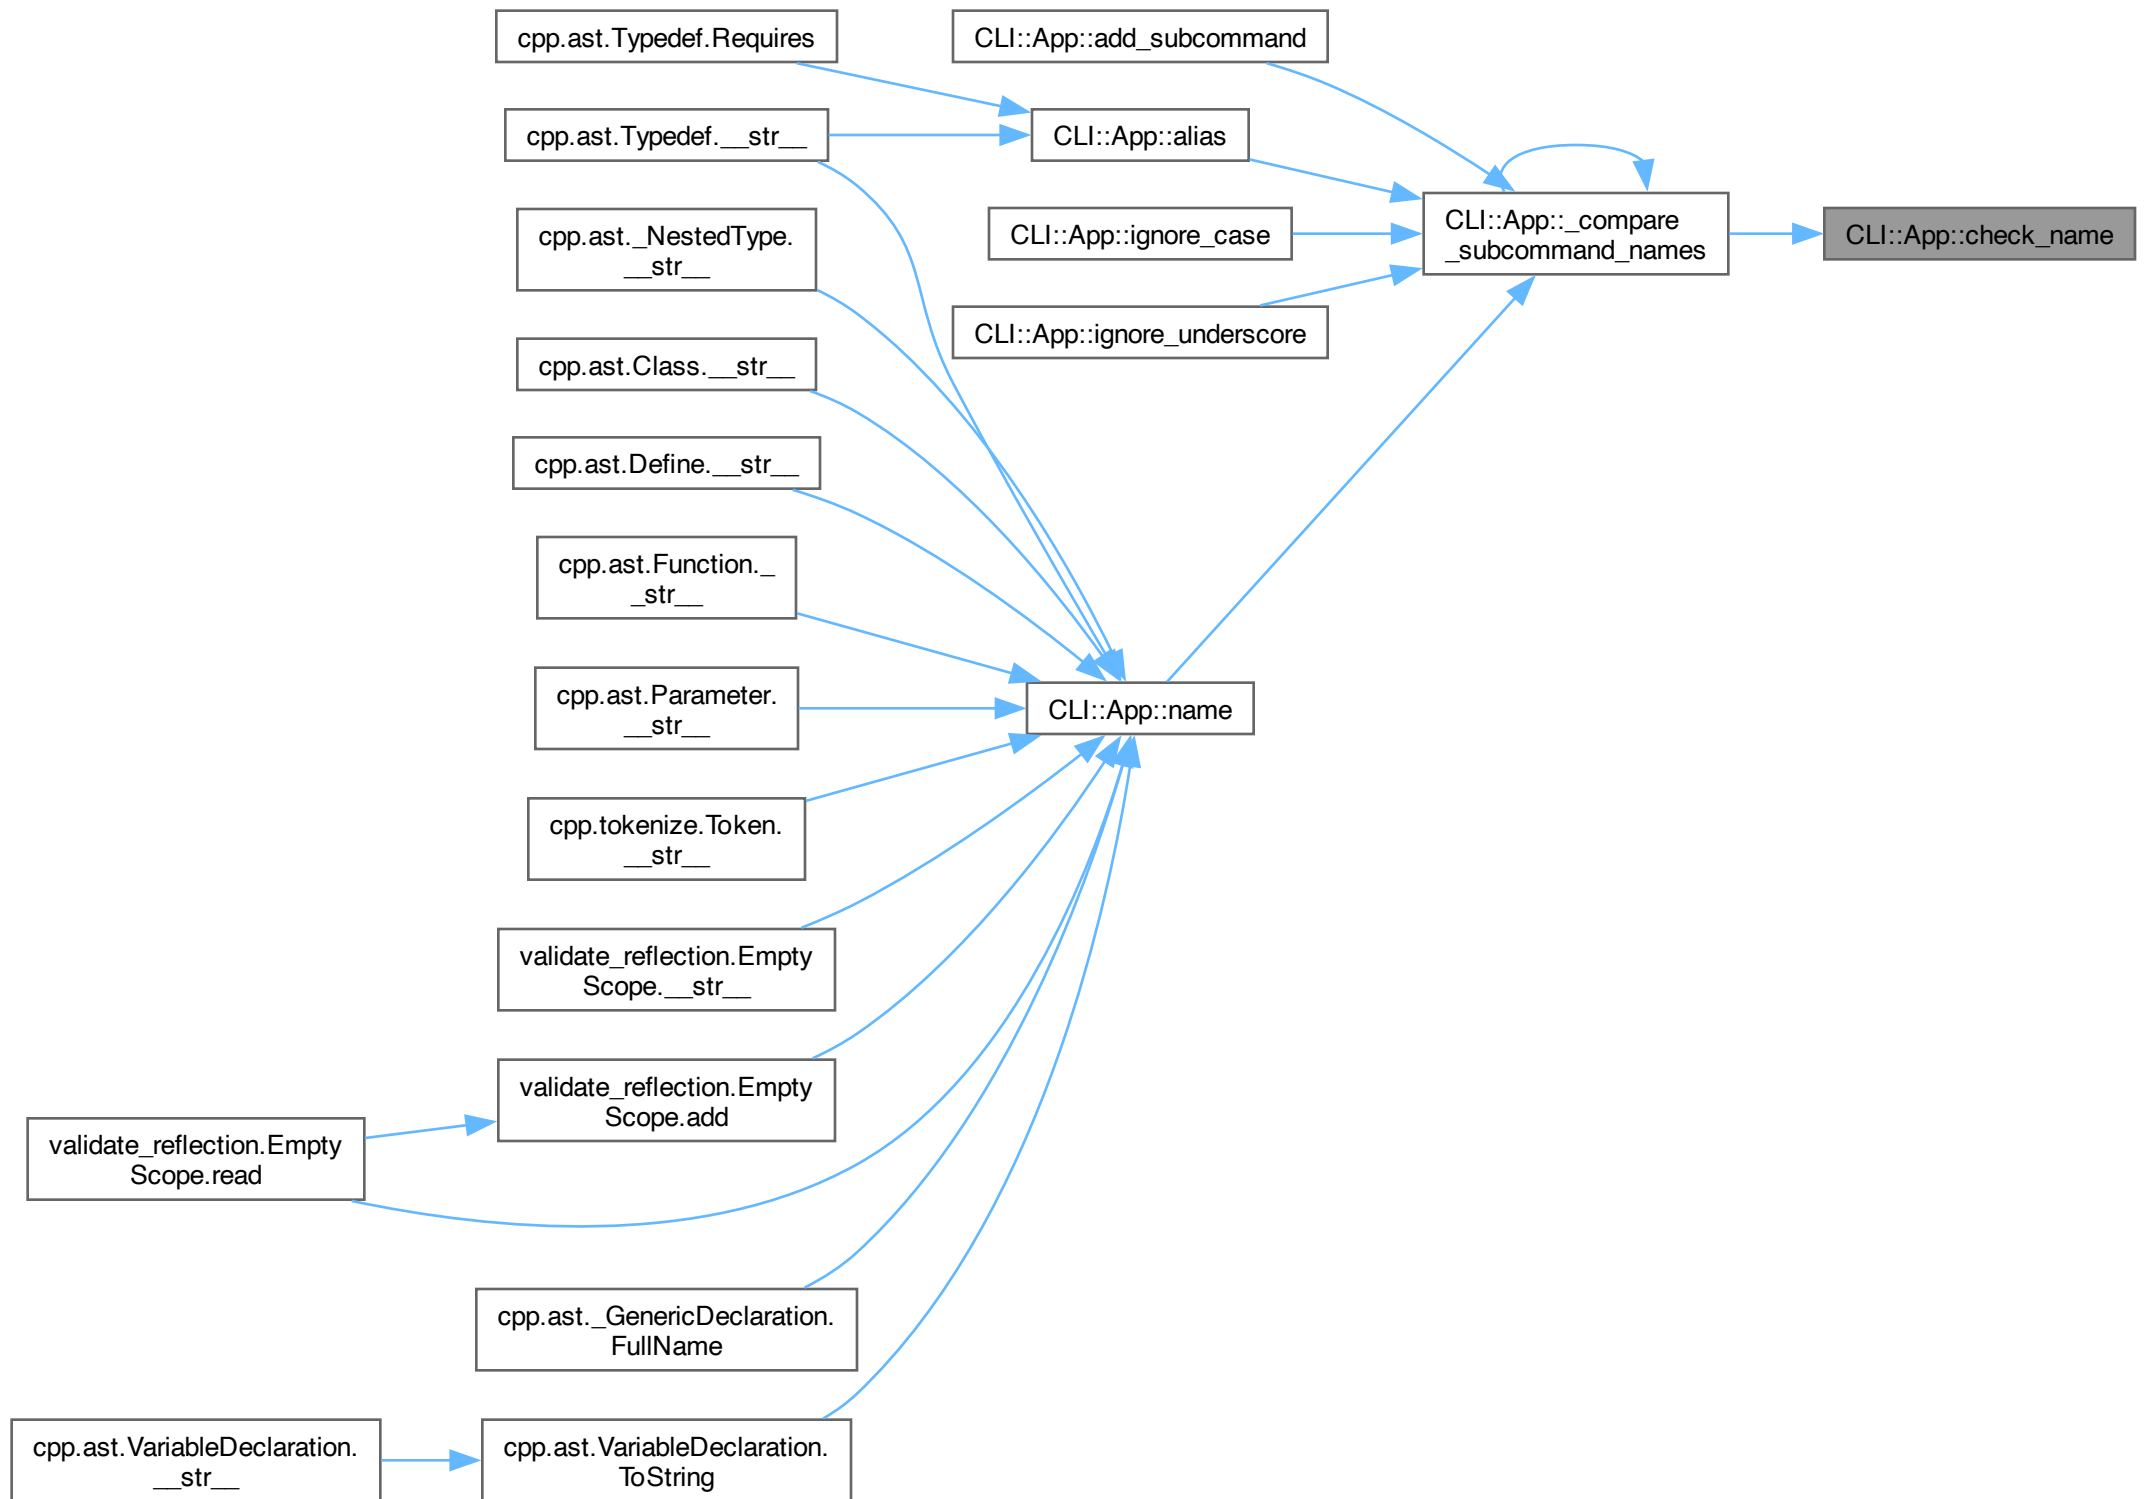 cpp.ast.Typedef.Requires
CLI::App::add_subcommand
cpp.ast.Typedef.__str__
CLI::App::alias
cpp.ast._NestedType.
__str__
CLI::App::_compare
_subcommand_names
CLI::App::check_name
CLI::App::ignore_case
CLI::App::ignore_underscore
cpp.ast.Class.__str__
cpp.ast.Define.__str__
cpp.ast.Function._
_str__
cpp.ast.Parameter.
__str__
CLI::App::name
cpp.tokenize.Token.
__str__
validate_reflection.Empty
Scope.__str__
validate_reflection.Empty
Scope.add
validate_reflection.Empty
Scope.read
cpp.ast._GenericDeclaration.
FullName
cpp.ast.VariableDeclaration.
__str__
cpp.ast.VariableDeclaration.
ToString